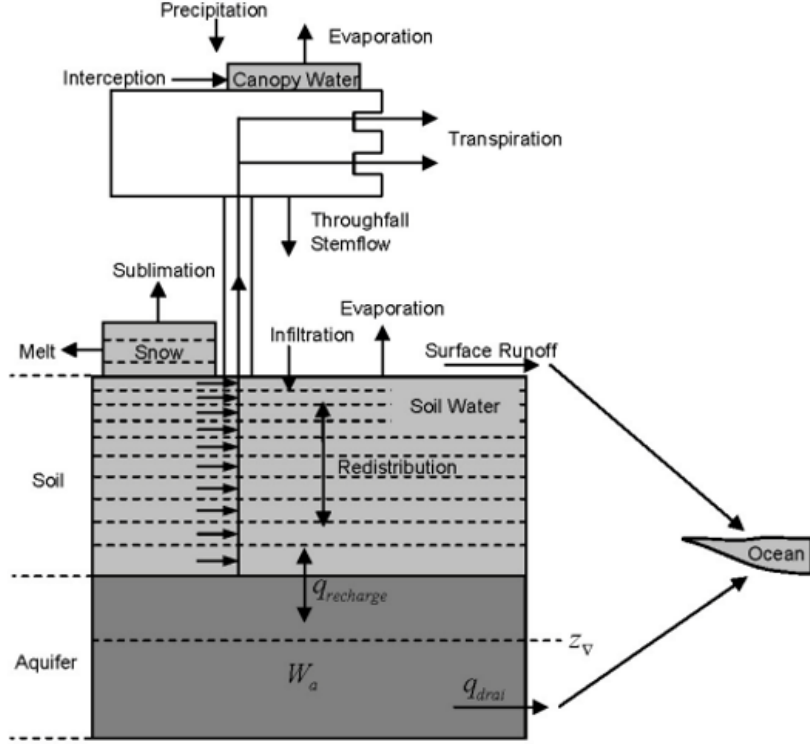 Precipitation
Evaporation
Interception
Canopy Water
Transpiration
Throughfall
Stemflow
Sublimation
Evaporation
Infiltration
Surface Runoff
Melt
Snow
Soil Water
Redistribution
Soil
Ocean
q_recharge
z_∇
Aquifer
W_a
q_drai